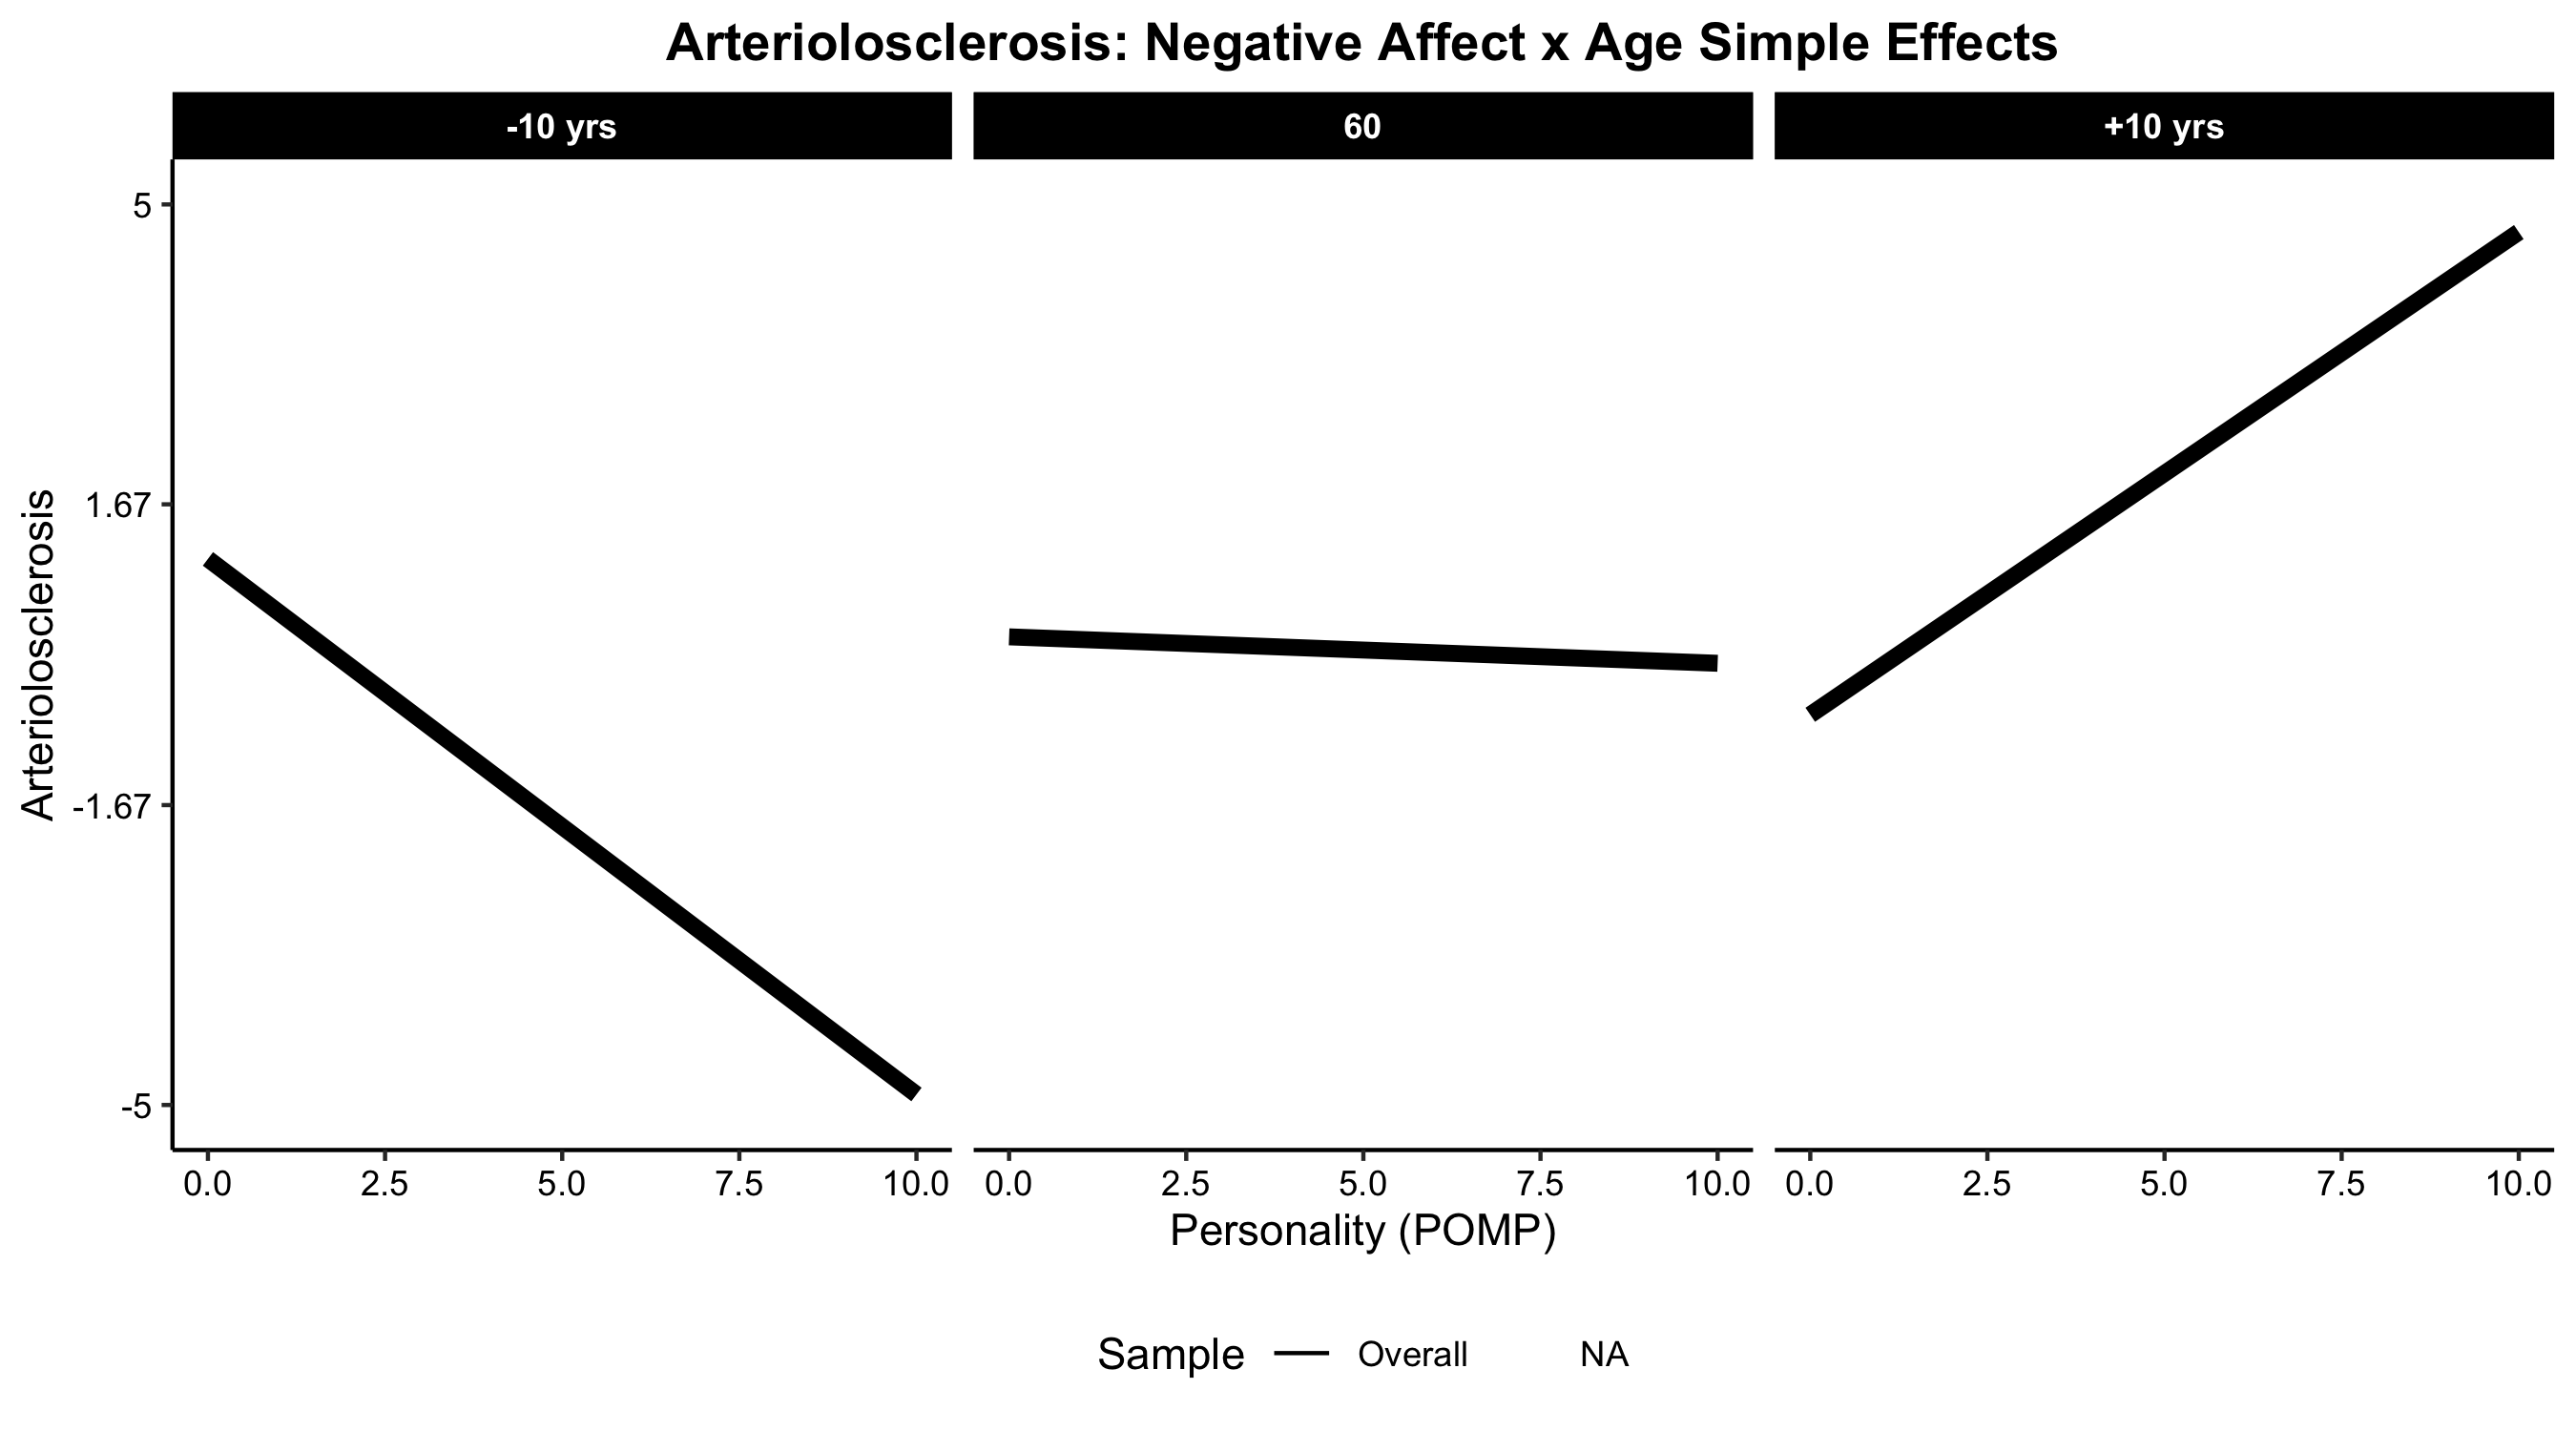 Arteriolosclerosis: Negative Affect x Age Simple Effects
-10 yrs
60
+10 yrs
Arteriolosclerosis
5
1.67
-1.67
-5
0.0 2.5 5.0 7.5 10.0 0.0 2.5 5.0 7.5 10.0 0.0 2.5 5.0 7.5 10.0
Personality (POMP)
Sample Overall NA